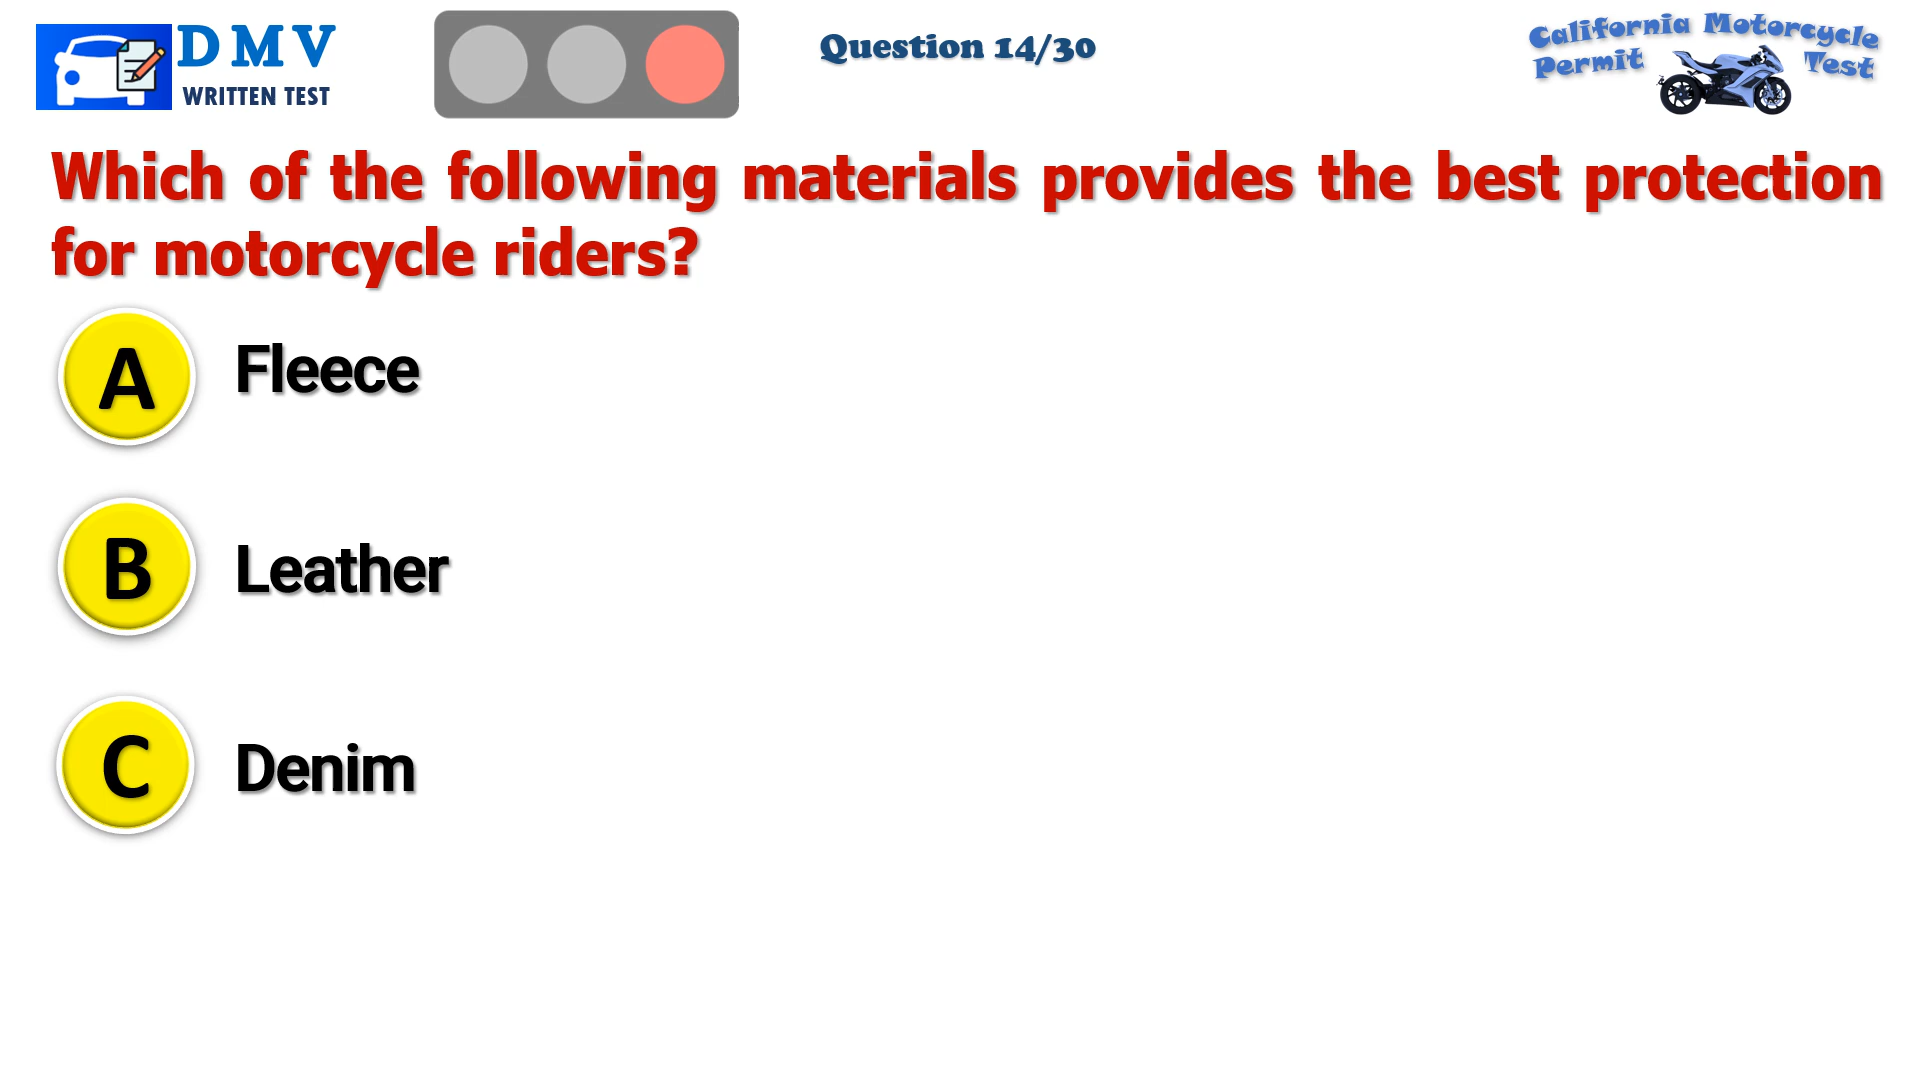 DMV
WRITTEN TEST
Question 14/30
California Motorcycle
Permit Test
Which of the following materials provides the best protection
for motorcycle riders?
A Fleece
B Leather
C Denim